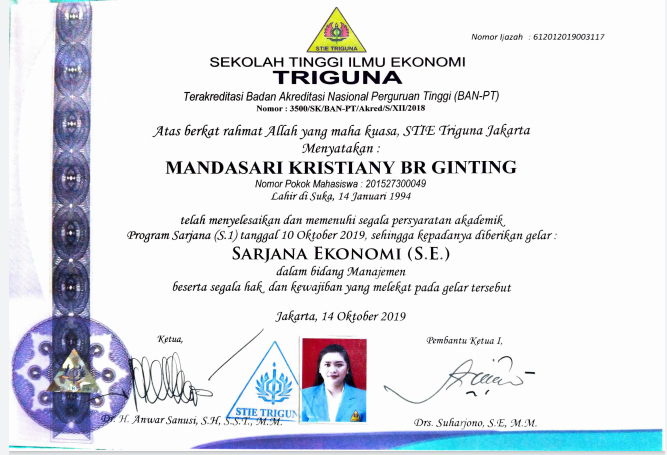 STIE TRIGUNA
Nomor Ijazah : 612012019003117
SEKOLAH TINGGI ILMU EKONOMI
TRIGUNA
Terakreditasi Badan Akreditasi Nasional Perguruan Tinggi (BAN-PT)
Nomor : 3500/SK/BAN-PT/Akred/S/XII/2018
Atas berkat rahmat Allah yang maha kuasa, STIE Triguna Jakarta
Menyatakan :
MANDASARI KRISTIANY BR GINTING
Nomor Pokok Mahasiswa : 201527300049
Lahir di Suka, 14 Januari 1994
telah menyelesaikan dan memenuhi segala persyaratan akademik
Program Sarjana (S.1) tanggal 10 Oktober 2019, sehingga kepadanya diberikan gelar :
SARJANA EKONOMI (S.E.)
dalam bidang Manajemen
beserta segala hak dan kewajiban yang melekat pada gelar tersebut
Jakarta, 14 Oktober 2019
Ketua,
Pembantu Ketua I,
STIE TRIGUN
Dr. H. Anwar Sanusi, S.H, S.S.T., M.M.
Drs. Suharjono, S.E, M.M.